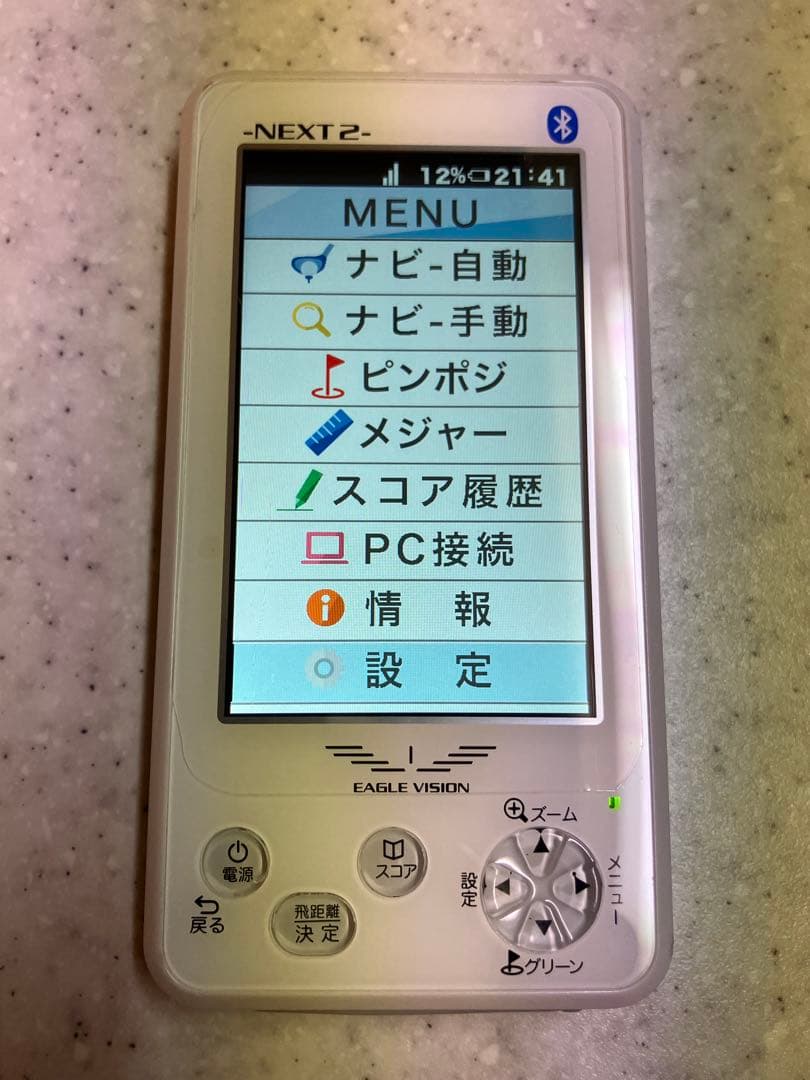 -NEXT2-
12% 21:41
MENU
ナビ-自動
ナビ-手動
ピンポジ
メジャー
スコア履歴
PC接続
情 報
設 定
EAGLE VISION
ズーム
電源
スコア
設定
メニュー
戻る
飛距離
決定
グリーン